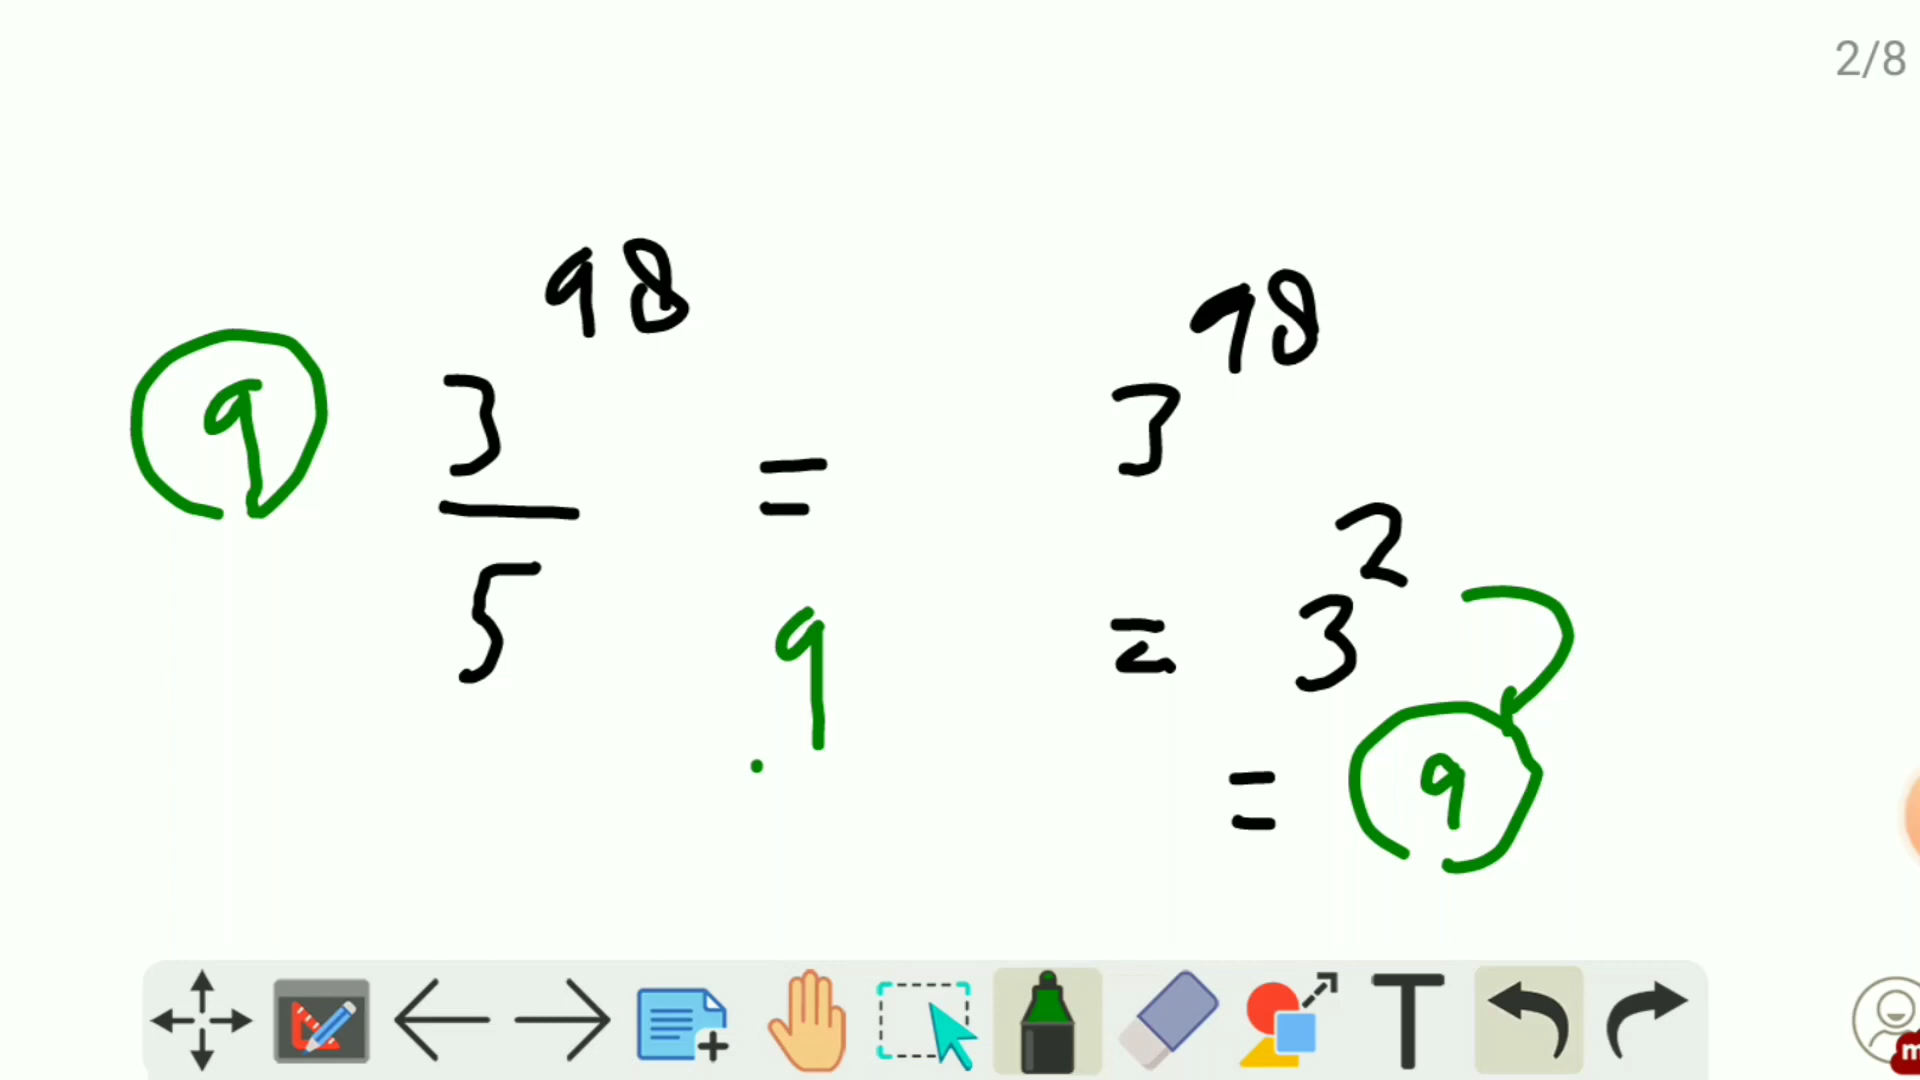 2/8
98 98
9 3 = 3
5
2
9 = 3
= 9
T
m